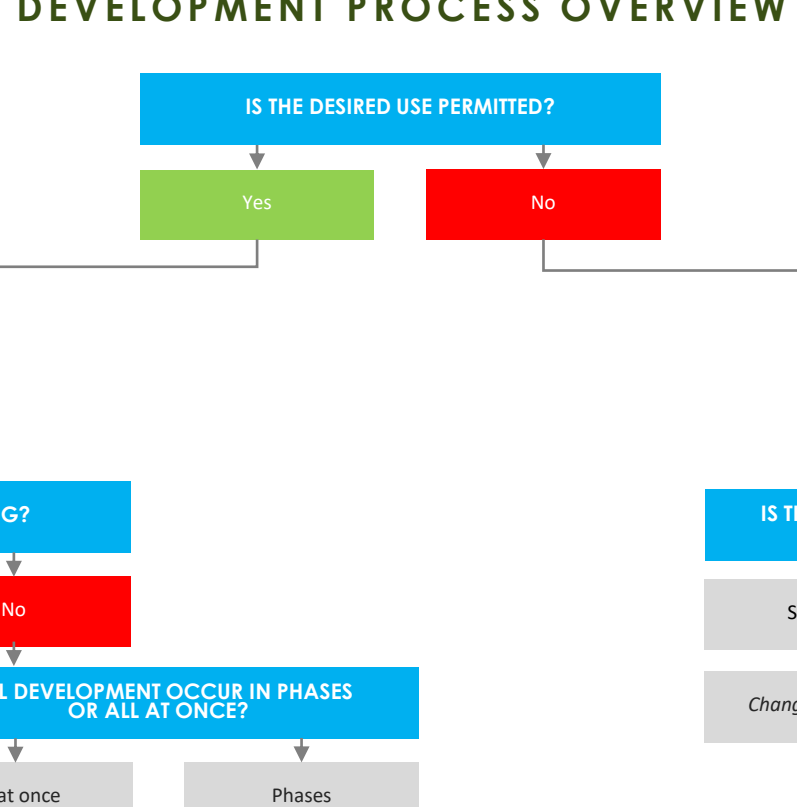 DEVELOPMENT PROCESS OVERVIEW
IS THE DESIRED USE PERMITTED?
Yes
No
G?
No
L DEVELOPMENT OCCUR IN PHASES
OR ALL AT ONCE?
at once
Phases
IS T
S
Chang